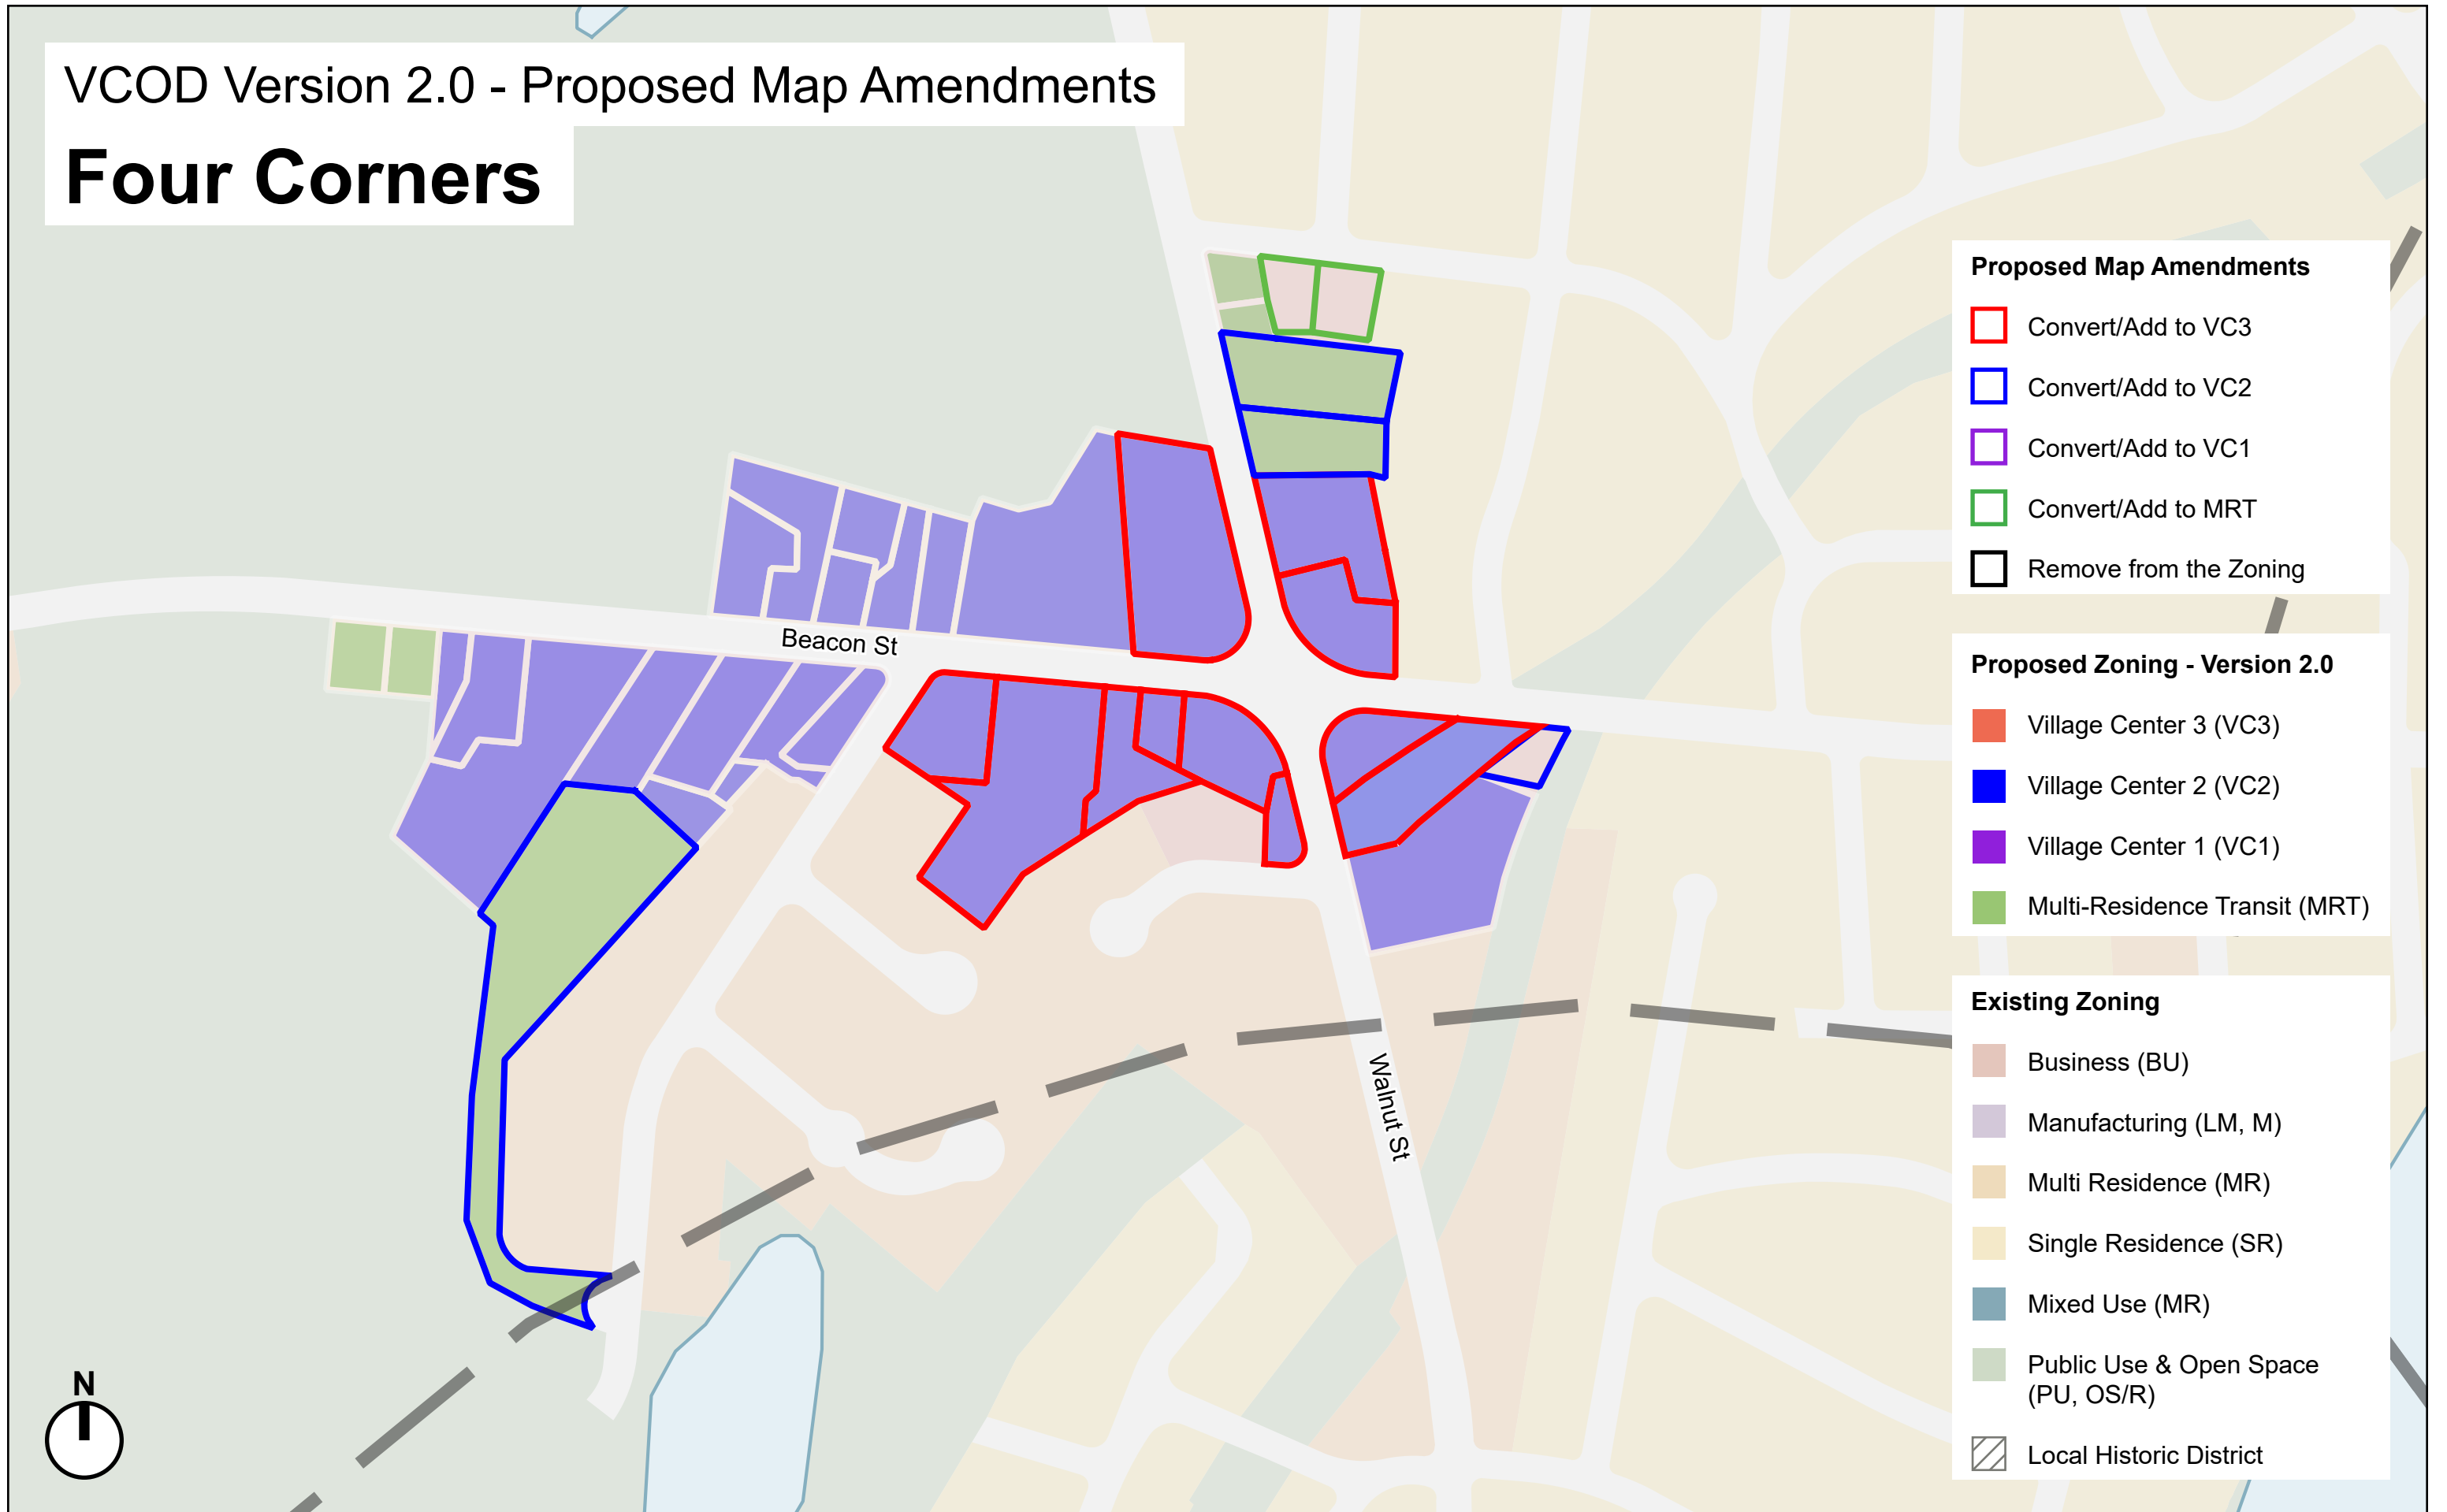 VCOD Version 2.0 - Proposed Map Amendments
Four Corners
Proposed Map Amendments
Convert/Add to VC3
Convert/Add to VC2
Convert/Add to VC1
Convert/Add to MRT
Remove from the Zoning
Beacon St
Proposed Zoning - Version 2.0
Village Center 3 (VC3)
Village Center 2 (VC2)
Village Center 1 (VC1)
Multi-Residence Transit (MRT)
Existing Zoning
Business (BU)
Manufacturing (LM, M)
Multi Residence (MR)
Single Residence (SR)
Mixed Use (MR)
Public Use & Open Space
(PU, OS/R)
Local Historic District
Walnut St
N